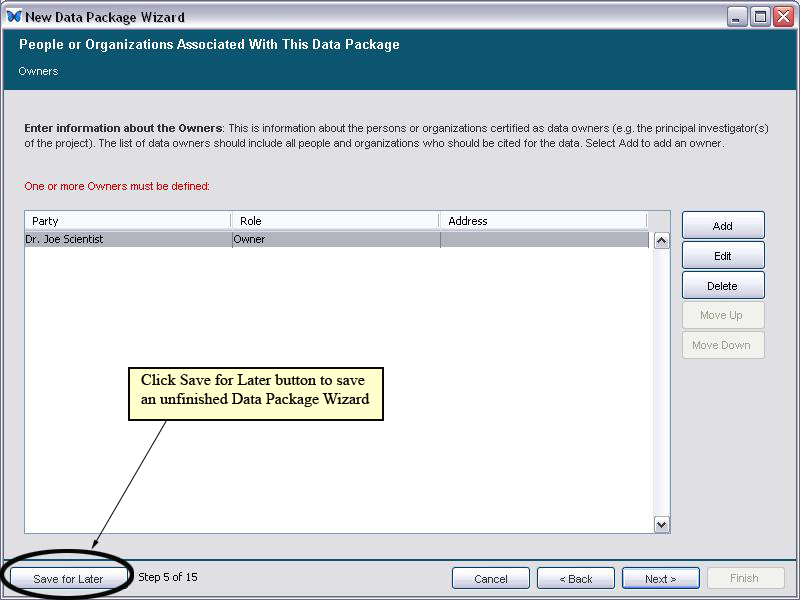 New Data Package Wizard
People or Organizations Associated With This Data Package
Owners
Enter information about the Owners: This is information about the persons or organizations certified as data owners (e.g. the principal investigator(s)
of the project). The list of data owners should include all people and organizations who should be cited for the data. Select Add to add an owner.
One or more Owners must be defined:
Party Role Address
Dr. Joe Scientist Owner
Add
Edit
Delete
Move Up
Move Down
Click Save for Later button to save
an unfinished Data Package Wizard
Save for Later Step 5 of 15 Cancel < Back Next > Finish